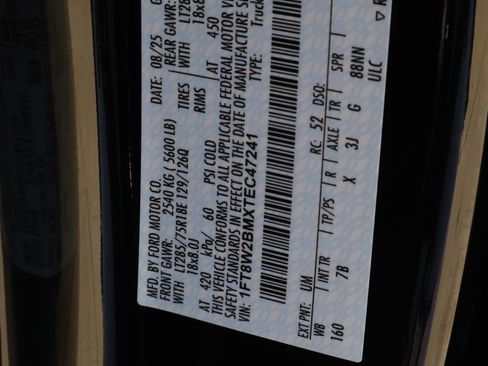 MFD. BY FORD MOTOR CO.
DATE: 08/25
FRONT GAWR: 2540 KG ( 5600 LB)
REAR GAWR:
WITH LT285/75R18E 129/126Q TIRES WITH LT285
18x8.0J RIMS 18x8
AT 420 kPa/ 60 PSI COLD AT 450
THIS VEHICLE CONFORMS TO ALL APPLICABLE FEDERAL MOTOR VE
SAFETY STANDARDS IN EFFECT ON THE DATE OF MANUFACTURE S
VIN: 1FT8W2BMXTEC47241 TYPE: Truck
EXT PNT: UM RC: 52 DSO:
WB INT TR TP/PS R AXLE TR SPR
160 7B X 3J G 88NN
ULC